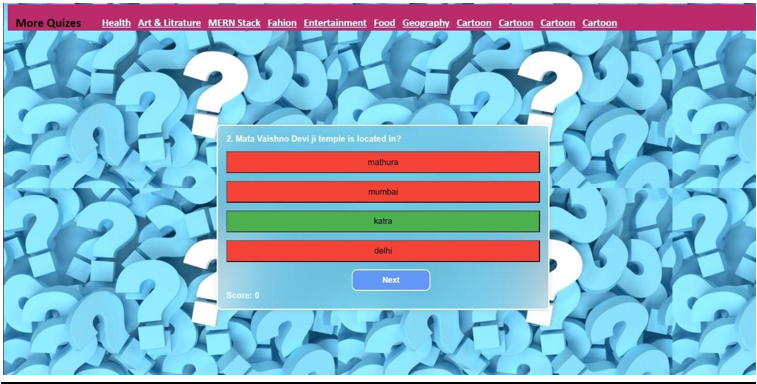 More Quizes Health Art & Litrature MERN Stack Fahion Entertainment Food Geography Cartoon Cartoon Cartoon Cartoon
2. Mata Vaishno Devi ji temple is located in?
mathura
mumbai
katra
delhi
Next
Score: 0